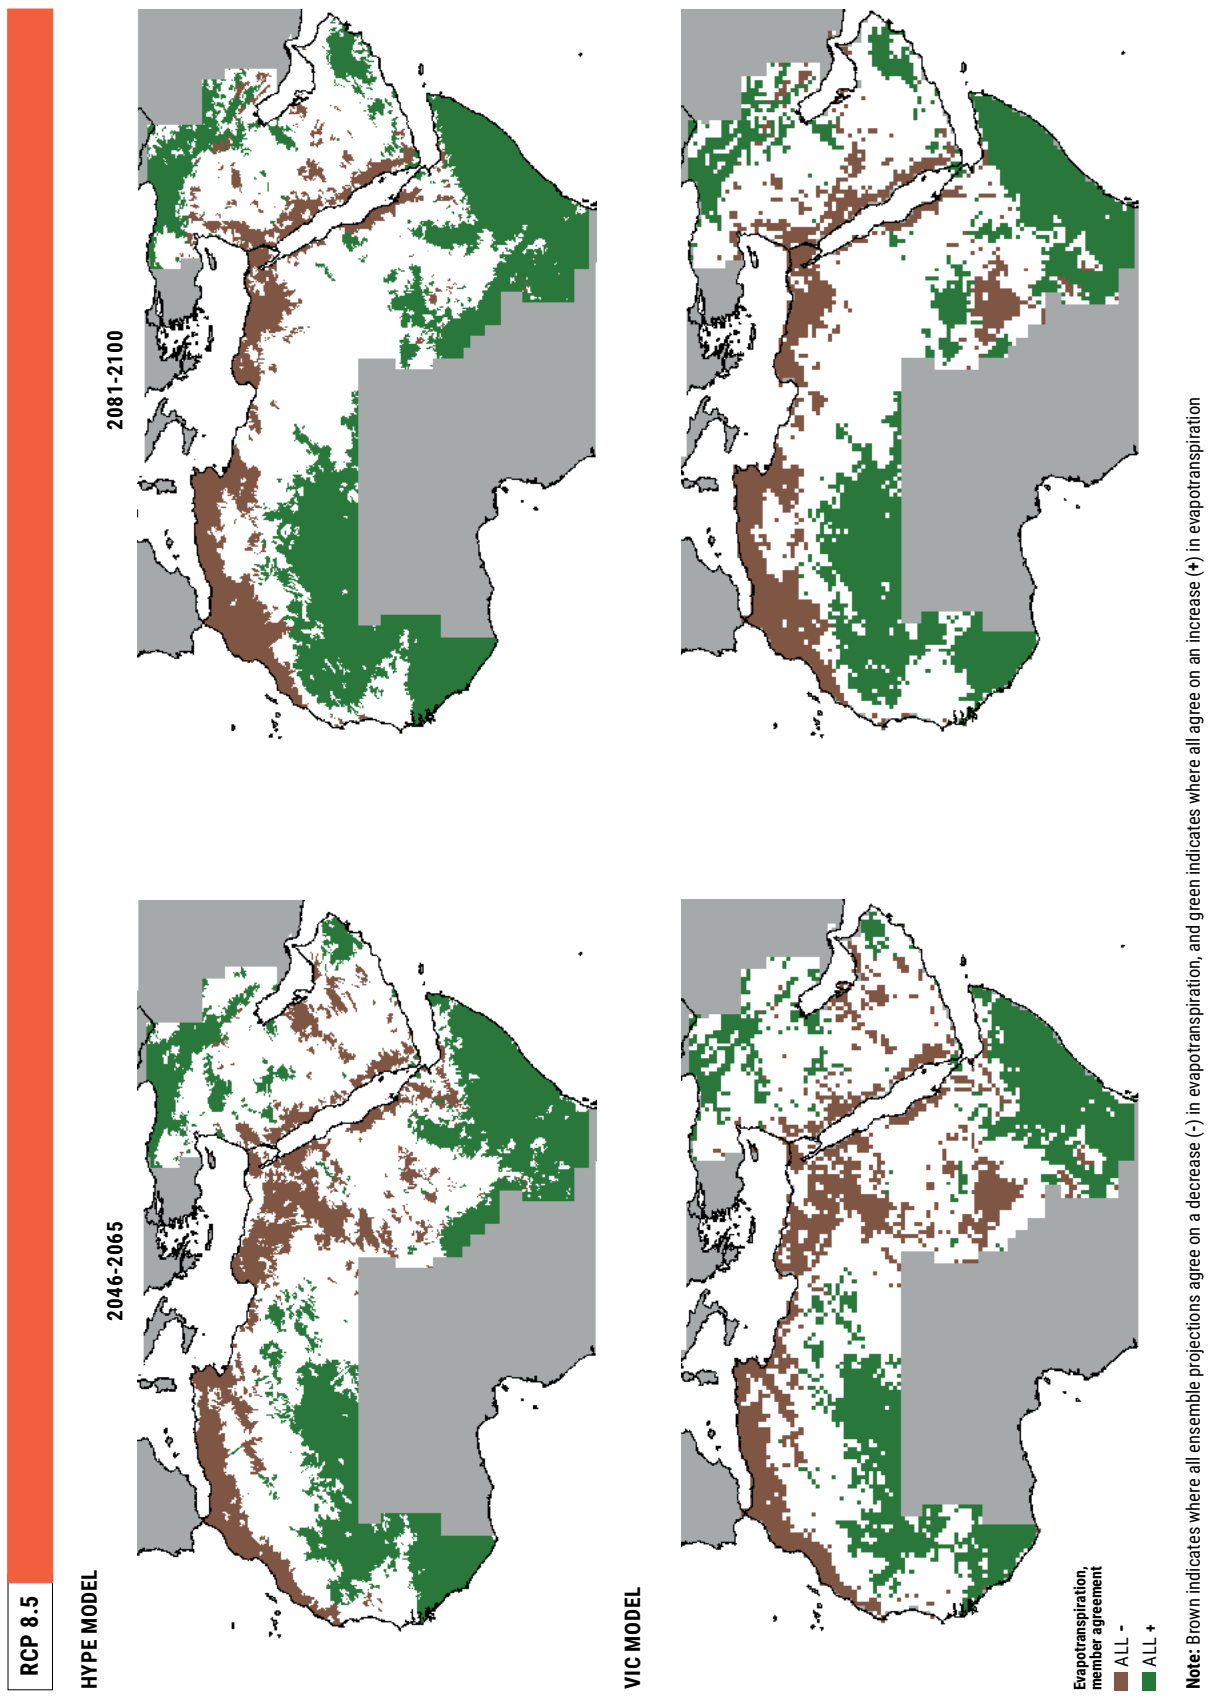 RCP 8.5
HYPE MODEL
2046-2065
2081-2100
VIC MODEL
Evapotranspiration,
member agreement
ALL -
ALL +
Note: Brown indicates where all ensemble projections agree on a decrease (-) in evapotranspiration, and green indicates where all agree on an increase (+) in evapotranspiration